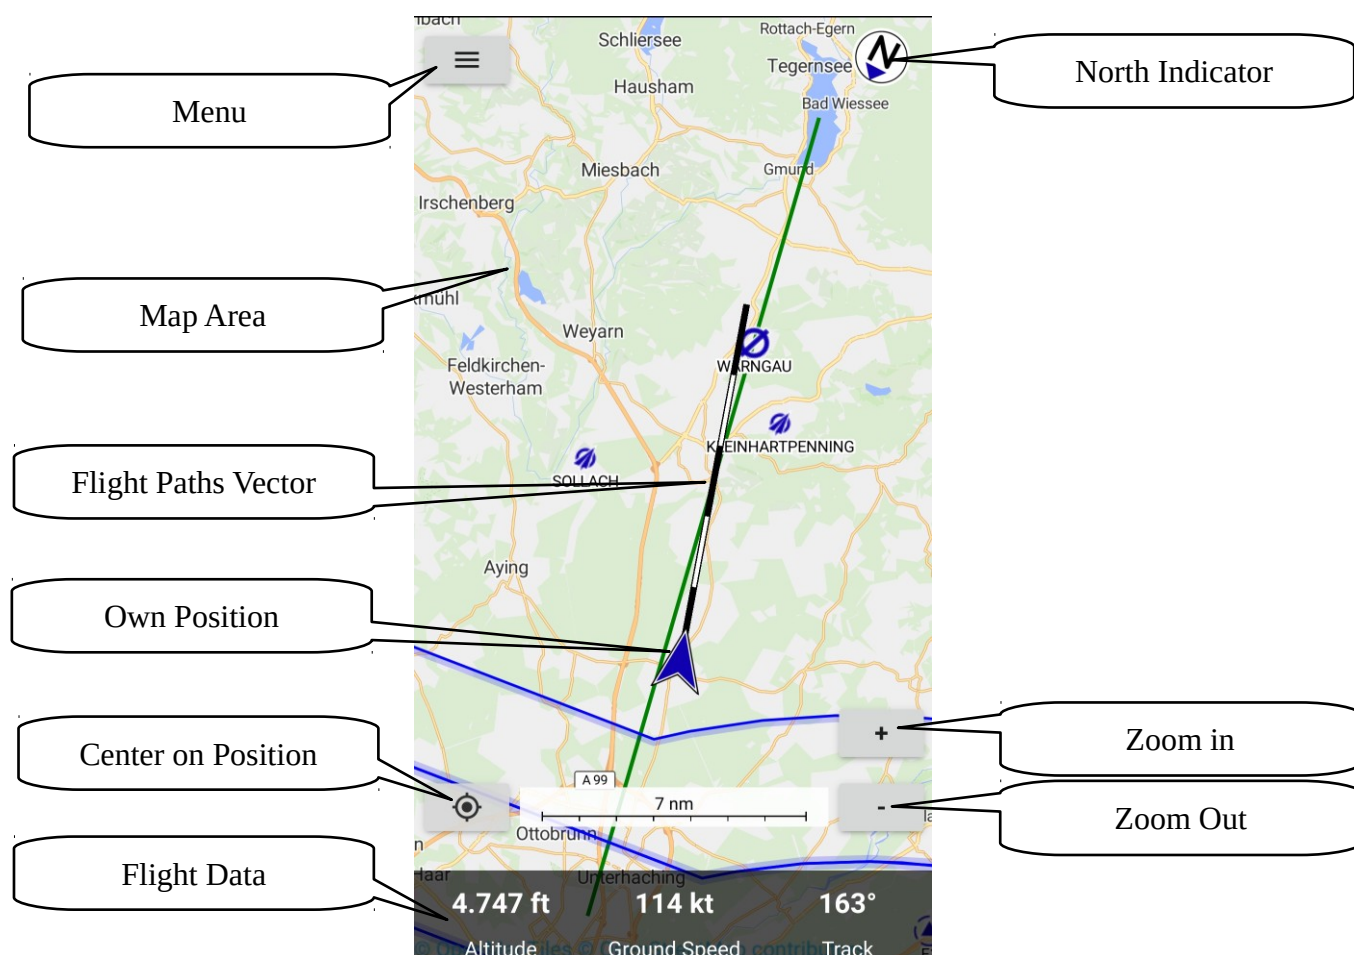 Rottach-Egern
Schliersee
Tegernsee
N
North Indicator
Menu
Hausham
Bad Wiessee
Miesbach
Gmund
Irschenberg
Map Area
Weyarn
Feldkirchen-
Westerham
WARNGAU
KLEINHARTPENNING
Flight Paths Vector
SOLLACH
Aying
Own Position
+
Zoom in
Center on Position
A 99
7 nm
-
Zoom Out
Ottobrunn
Flight Data
Unterhaching
4.747 ft
114 kt
163°
Altitude
Ground Speed
Track